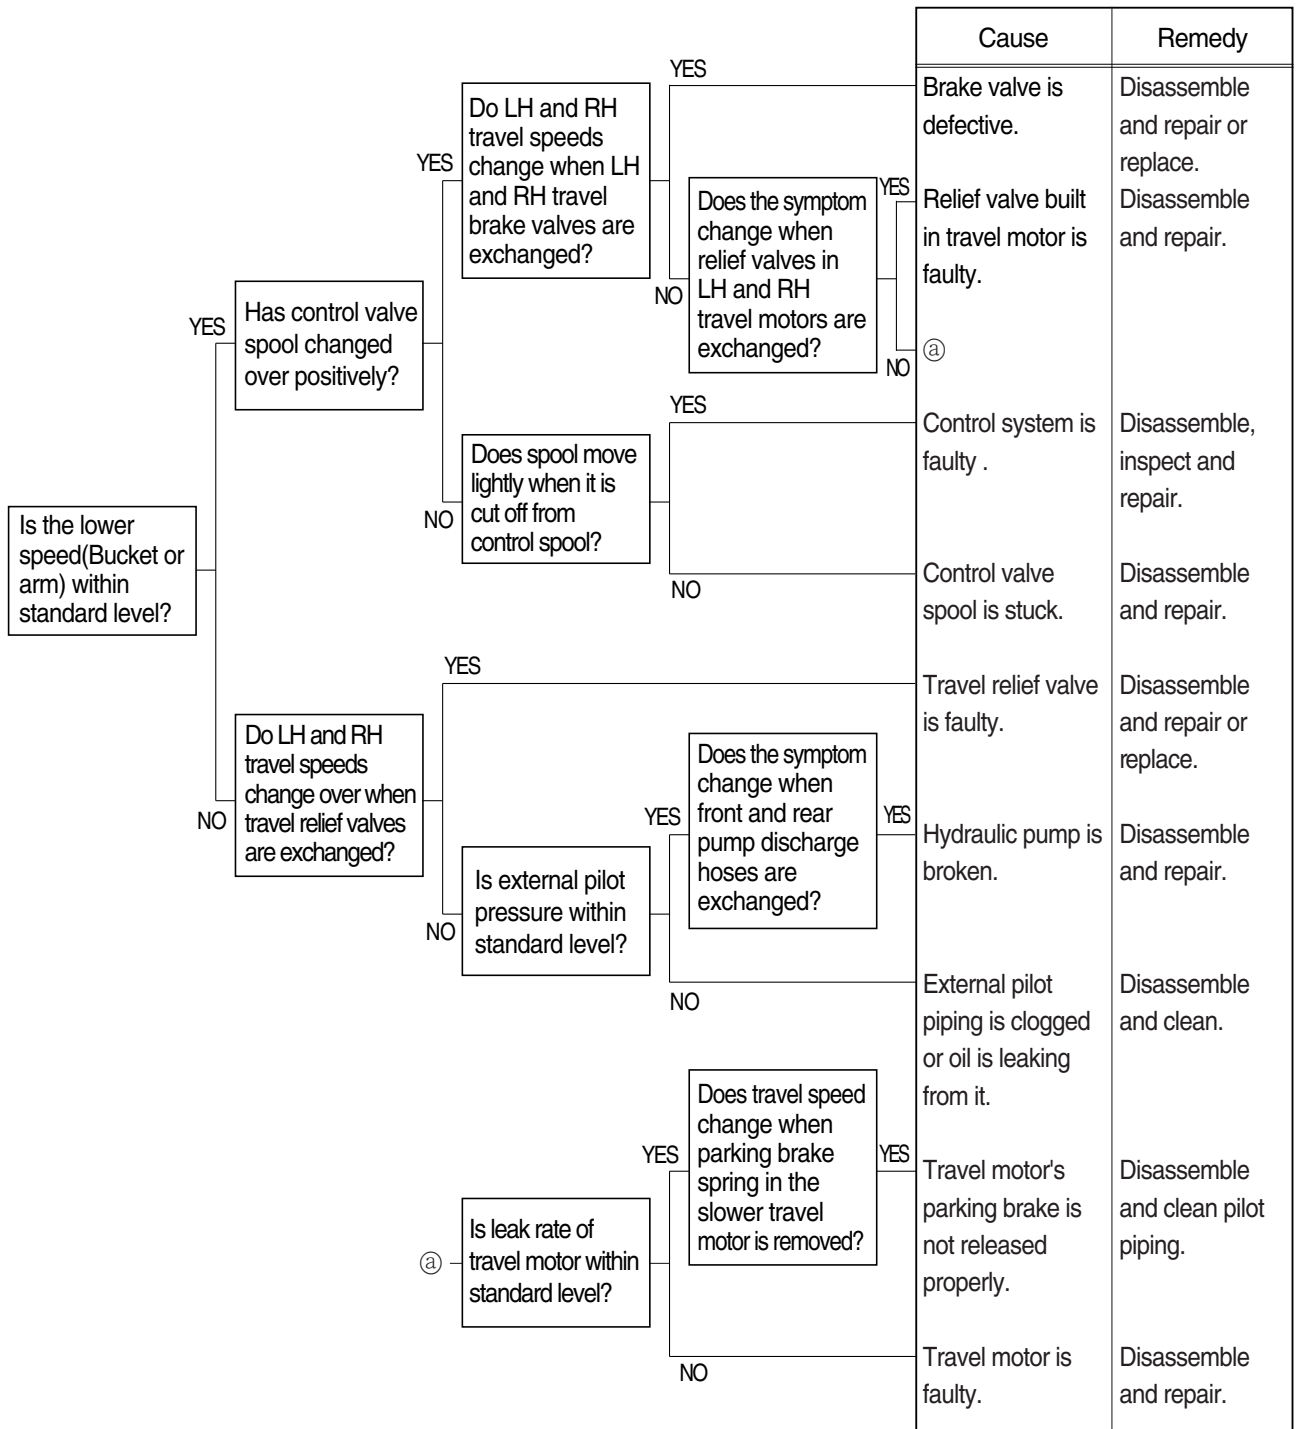 Cause
Remedy
YES
Brake valve is
defective.
Disassemble
and repair or
replace.
Do LH and RH
travel speeds
change when LH
and RH travel
brake valves are
exchanged?
YES
Does the symptom
change when
relief valves in
LH and RH
travel motors are
exchanged?
YES
Relief valve built
in travel motor is
faulty.
Disassemble
and repair.
NO
NO
ⓐ
Has control valve
spool changed
over positively?
YES
YES
Control system is
faulty .
Disassemble,
inspect and
repair.
Does spool move
lightly when it is
cut off from
control spool?
NO
NO
Control valve
spool is stuck.
Disassemble
and repair.
Is the lower
speed(Bucket or
arm) within
standard level?
YES
Travel relief valve
is faulty.
Disassemble
and repair or
replace.
Do LH and RH
travel speeds
change over when
travel relief valves
are exchanged?
NO
Does the symptom
change when
front and rear
pump discharge
hoses are
exchanged?
YES
YES
Hydraulic pump is
broken.
Disassemble
and repair.
Is external pilot
pressure within
standard level?
NO
NO
External pilot
piping is clogged
or oil is leaking
from it.
Disassemble
and clean.
Does travel speed
change when
parking brake
spring in the
slower travel
motor is removed?
YES
YES
Travel motor's
parking brake is
not released
properly.
Disassemble
and clean pilot
piping.
ⓐ
Is leak rate of
travel motor within
standard level?
NO
Travel motor is
faulty.
Disassemble
and repair.